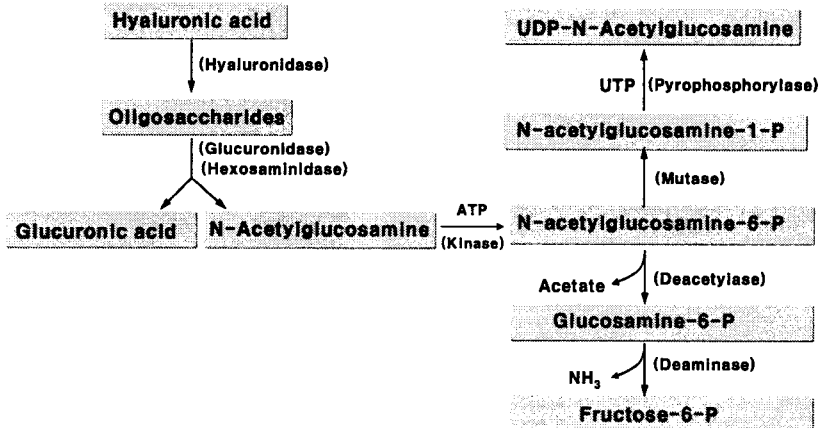 Hyaluronic acid
(Hyaluronidase)
Oligosaccharides
(Glucuronidase)
(Hexosaminidase)
Glucuronic acid
N-Acetylglucosamine
ATP
(Kinase)
UDP-N-Acetylglucosamine
UTP (Pyrophosphorylase)
N-acetylglucosamine-1-P
(Mutase)
N-acetylglucosamine-6-P
Acetate (Deacetylase)
Glucosamine-6-P
NH₃ (Deaminase)
Fructose-6-P